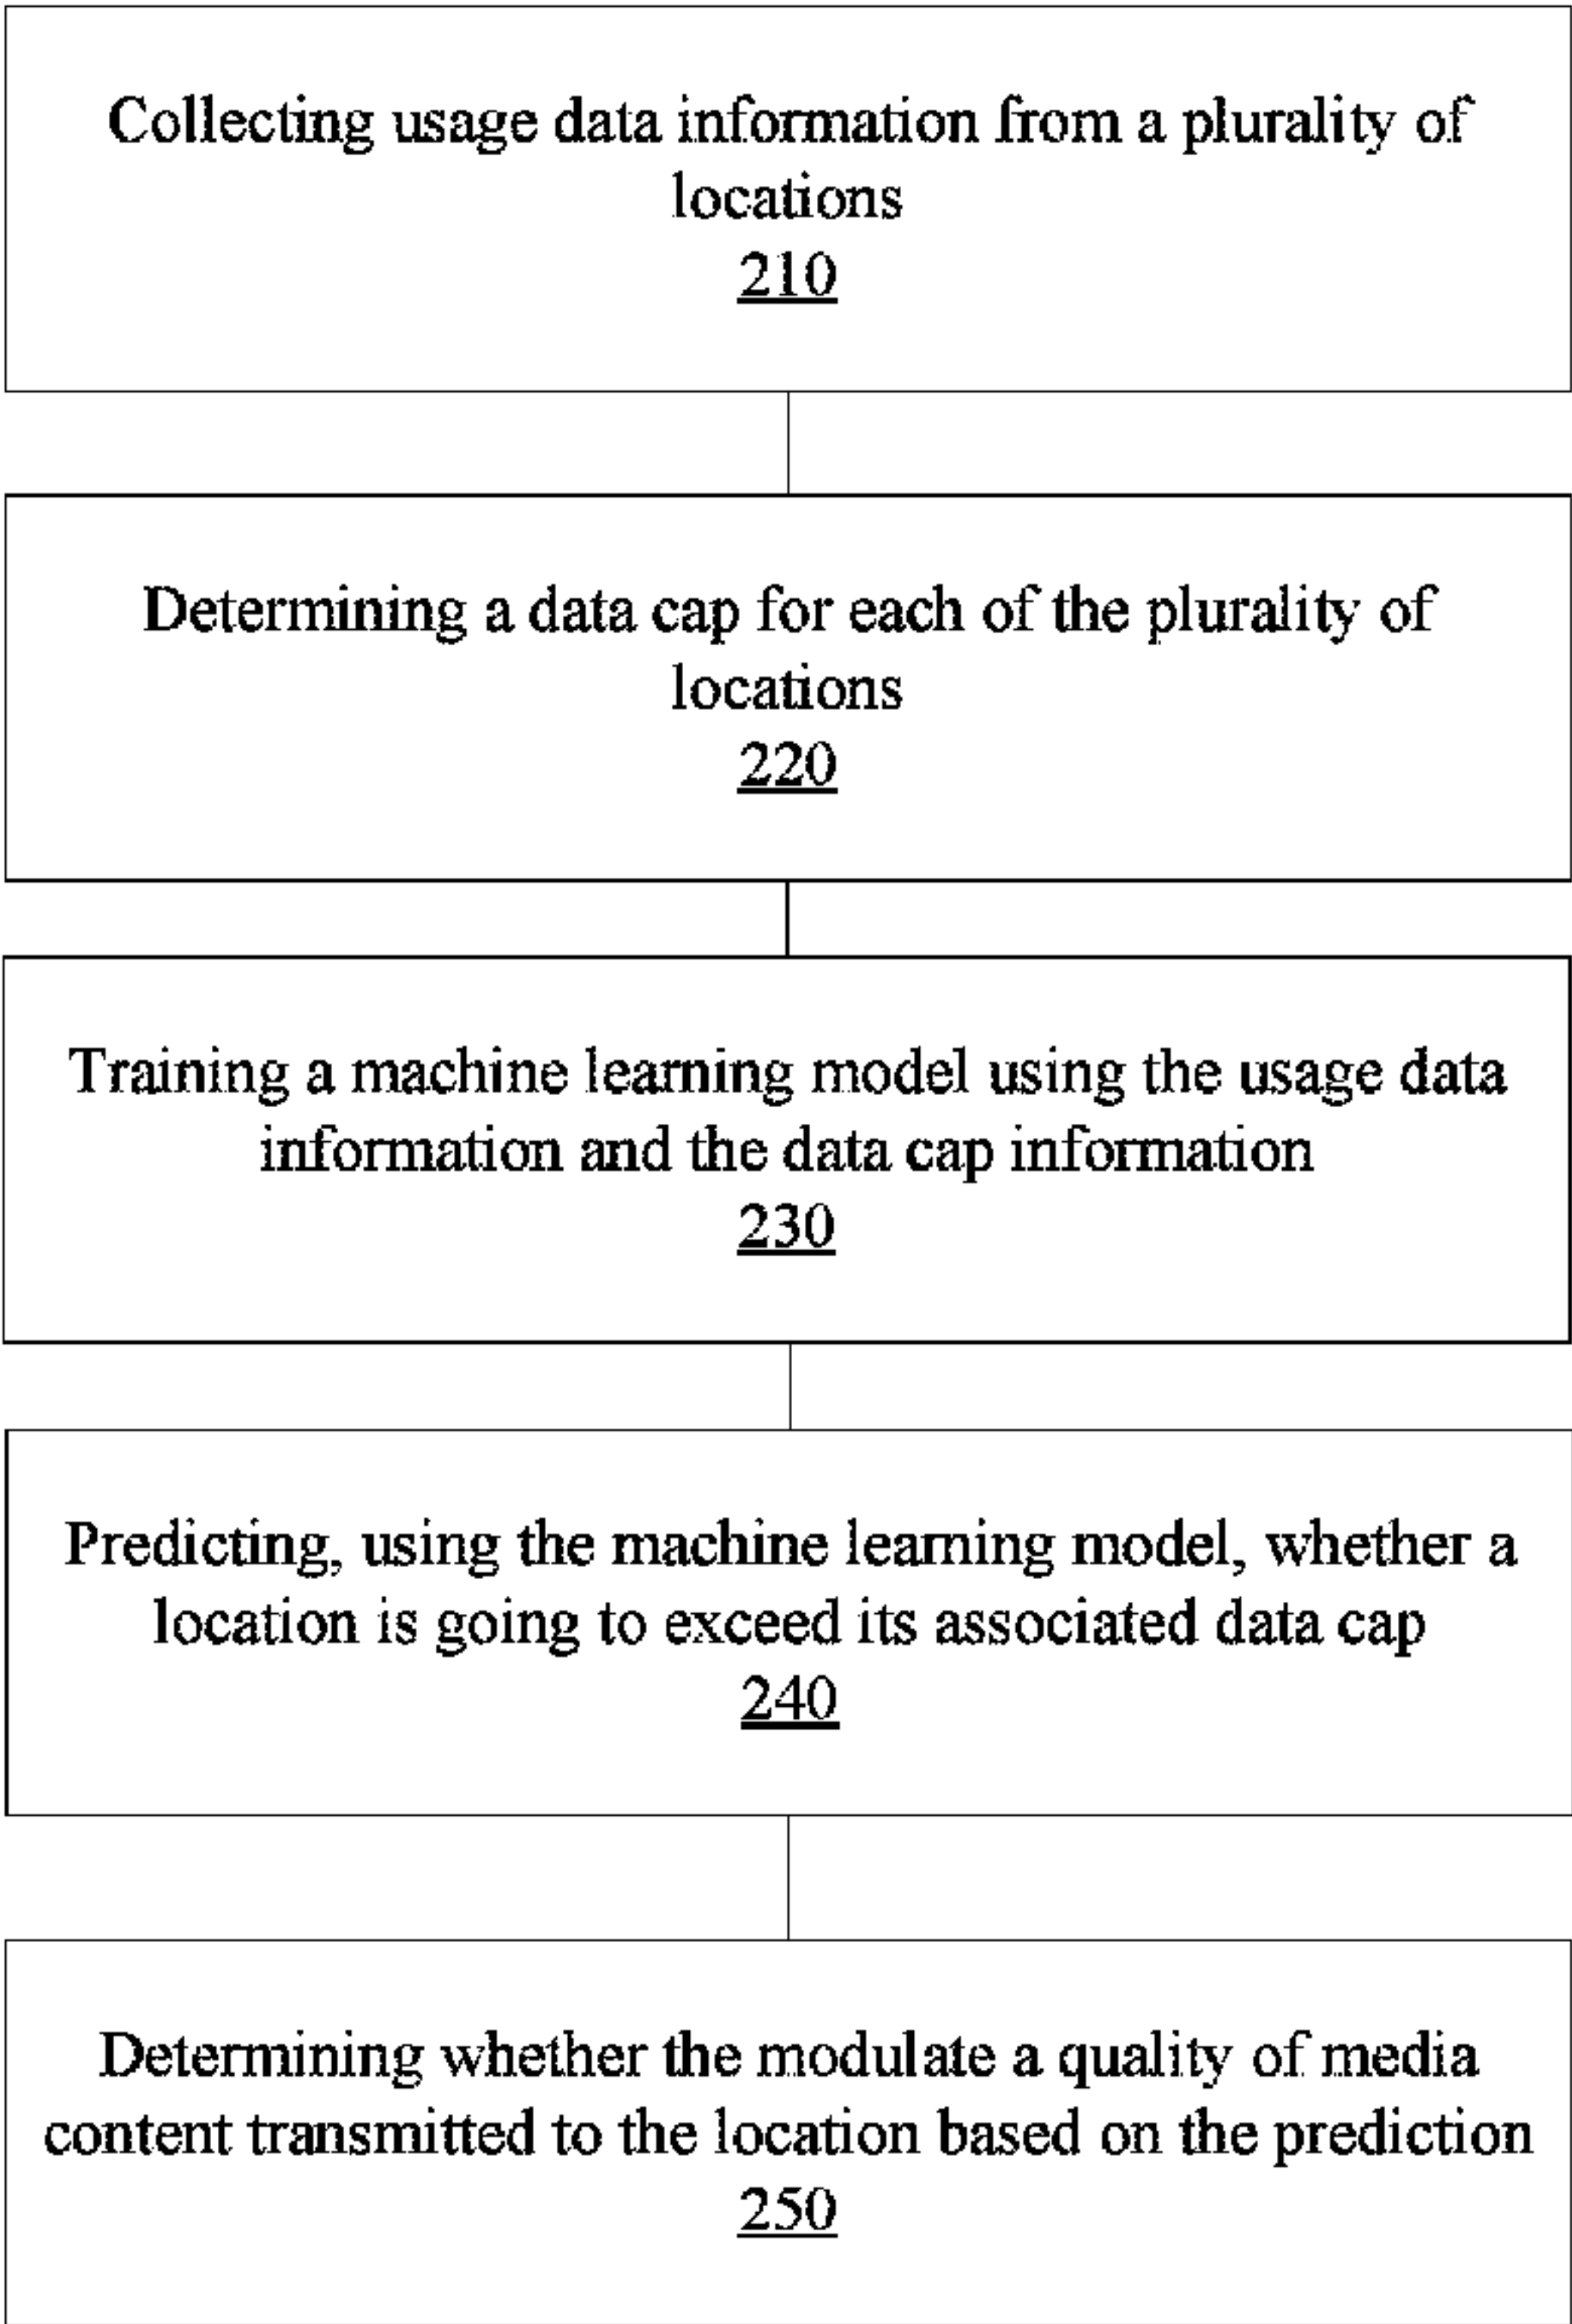 Collecting usage data information from a plurality of
locations
210
Determining a data cap for each of the plurality of
locations
220
Training a machine learning model using the usage data
information and the data cap information
230
Predicting, using the machine learning model, whether a
location is going to exceed its associated data cap
240
Determining whether the modulate a quality of media
content transmitted to the location based on the prediction
250